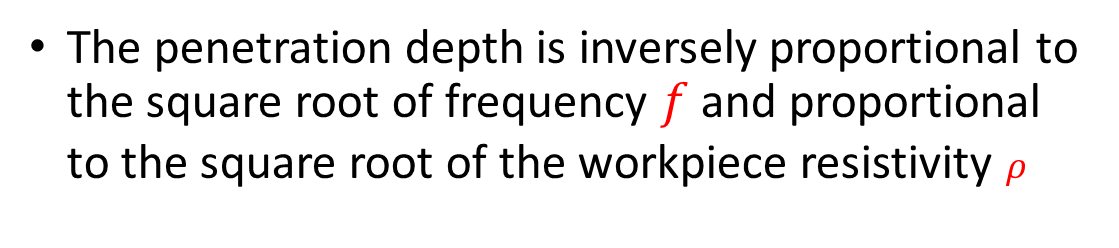 • The penetration depth is inversely proportional to
the square root of frequency f and proportional
to the square root of the workpiece resistivity ρ